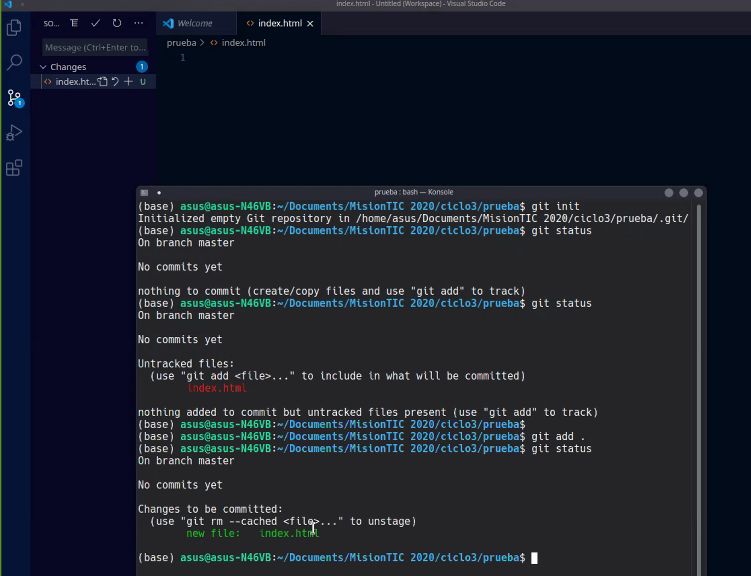 index.html - Untitled (Workspace) - Visual Studio Code
SO...
Welcome
index.html
Message (Ctrl+Enter to...
prueba > index.html
1
Changes 1
index.ht... U
1
prueba : bash — Konsole
(base) asus@asus-N46VB:~/Documents/MisionTIC 2020/ciclo3/prueba$ git init
Initialized empty Git repository in /home/asus/Documents/MisionTIC 2020/ciclo3/prueba/.git/
(base) asus@asus-N46VB:~/Documents/MisionTIC 2020/ciclo3/prueba$ git status
On branch master
No commits yet
nothing to commit (create/copy files and use "git add" to track)
(base) asus@asus-N46VB:~/Documents/MisionTIC 2020/ciclo3/prueba$ git status
On branch master
No commits yet
Untracked files:
(use "git add <file>..." to include in what will be committed)
index.html
nothing added to commit but untracked files present (use "git add" to track)
(base) asus@asus-N46VB:~/Documents/MisionTIC 2020/ciclo3/prueba$
(base) asus@asus-N46VB:~/Documents/MisionTIC 2020/ciclo3/prueba$ git add .
(base) asus@asus-N46VB:~/Documents/MisionTIC 2020/ciclo3/prueba$ git status
On branch master
No commits yet
Changes to be committed:
(use "git rm --cached <file>..." to unstage)
new file: index.html
(base) asus@asus-N46VB:~/Documents/MisionTIC 2020/ciclo3/prueba$